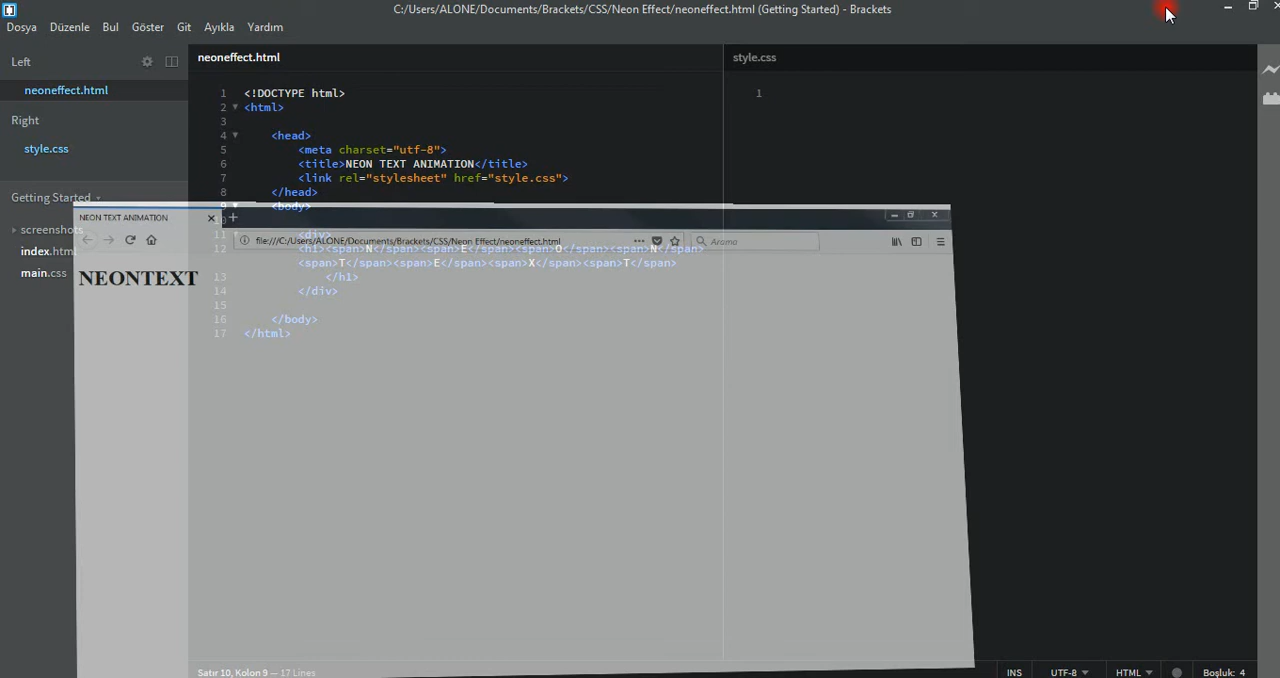 C:/Users/ALONE/Documents/Brackets/CSS/Neon Effect/neoneffect.html (Getting Started) - Brackets
Dosya Düzenle Bul Göster Git Ayıkla Yardım
Left
neoneffect.html
Right
style.css
Getting Started
screenshots
index.html
main.css
neoneffect.html
1 <!DOCTYPE html>
2 <html>
3
4 <head>
5 <meta charset="utf-8">
6 <title>NEON TEXT ANIMATION</title>
7 <link rel="stylesheet" href="style.css">
8 </head>
9 <body>
10
11 <div>
12 <h1><span>N</span><span>E</span><span>O</span><span>N</span>
<span>T</span><span>E</span><span>X</span><span>T</span>
13 </h1>
14 </div>
15
16 </body>
17 </html>
style.css
1
NEON TEXT ANIMATION
file:///C:/Users/ALONE/Documents/Brackets/CSS/Neon Effect/neoneffect.html
Arama
NEONTEXT
Satır 10, Kolon 9 — 17 Lines
INS UTF-8 HTML Boşluk: 4